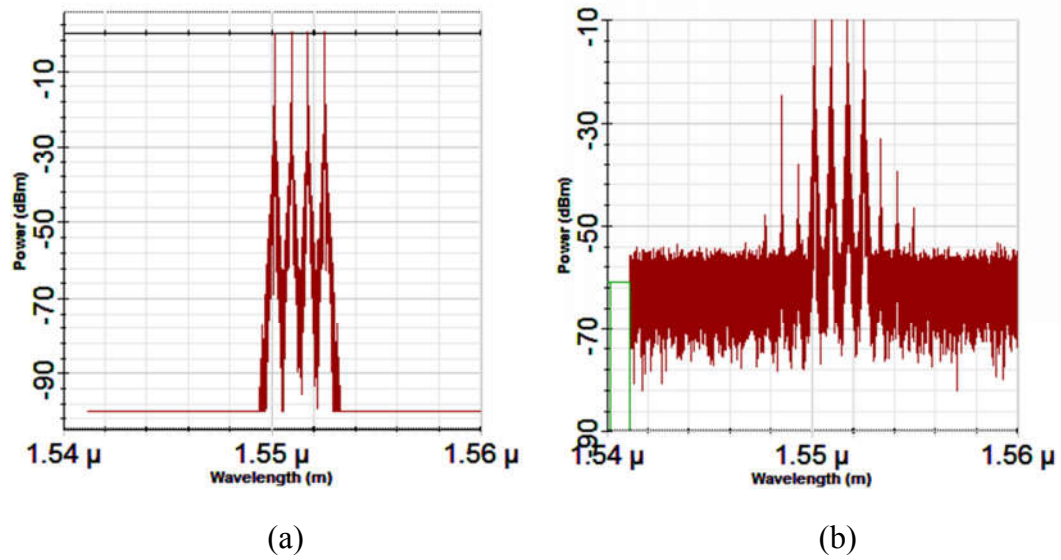 Power (dBm)
-10
-30
-50
-70
-90
1.54 µ
1.55 µ
1.56 µ
Wavelength (m)
(a)
Power (dBm)
-10
-30
-50
-70
-90
1.54 µ
1.55 µ
1.56 µ
Wavelength (m)
(b)